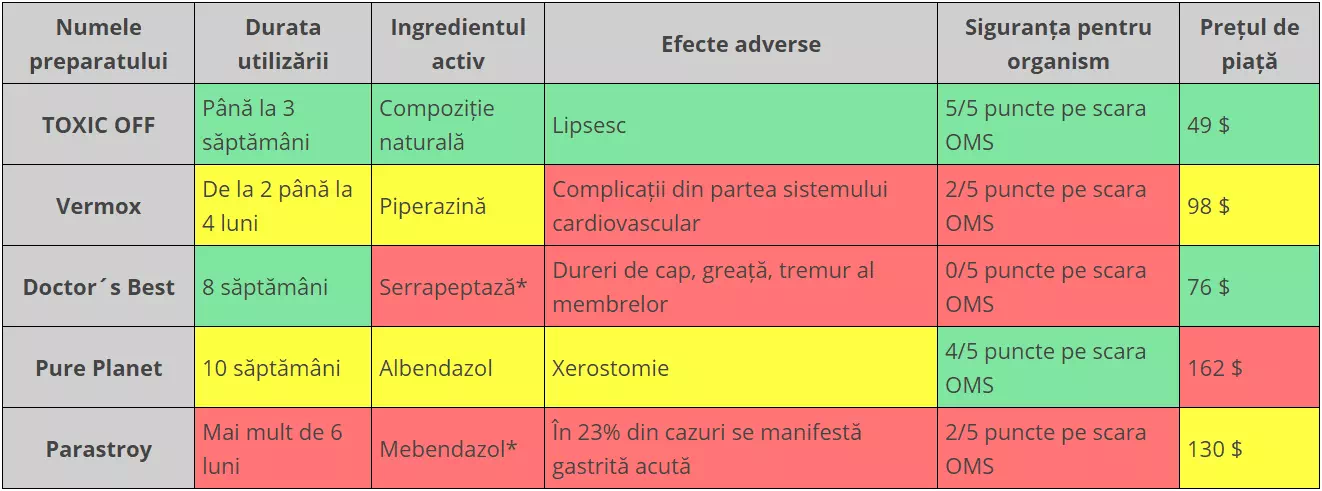 Numele preparatului
Durata utilizării
Ingredientul activ
Efecte adverse
Siguranța pentru organism
Prețul de piață
TOXIC OFF
Până la 3 săptămâni
Compoziție naturală
Lipsesc
5/5 puncte pe scara OMS
49 $
Vermox
De la 2 până la 4 luni
Piperazină
Complicații din partea sistemului cardiovascular
2/5 puncte pe scara OMS
98 $
Doctor´s Best
8 săptămâni
Serrapeptază*
Dureri de cap, greață, tremur al membrelor
0/5 puncte pe scara OMS
76 $
Pure Planet
10 săptămâni
Albendazol
Xerostomie
4/5 puncte pe scara OMS
162 $
Parastroy
Mai mult de 6 luni
Mebendazol*
În 23% din cazuri se manifestă gastrită acută
2/5 puncte pe scara OMS
130 $